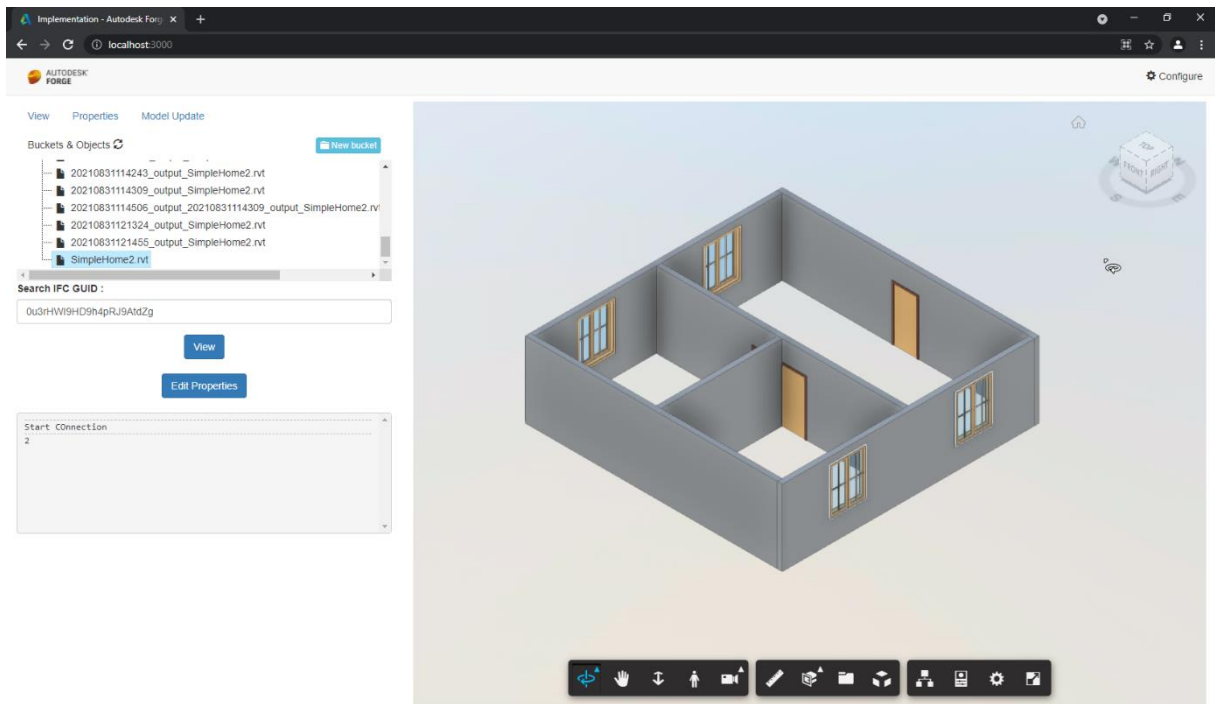 Implementation - Autodesk Forg
localhost:3000
AUTODESK
FORGE
Configure
View Properties Model Update
Buckets & Objects
New bucket
20210831114243_output_SimpleHome2.rvt
20210831114309_output_SimpleHome2.rvt
20210831114506_output_20210831114309_output_SimpleHome2.rv
20210831121324_output_SimpleHome2.rvt
20210831121455_output_SimpleHome2.rvt
SimpleHome2.rvt
Search IFC GUID :
0u3rHWI9HD9h4pRJ9AtdZg
View
Edit Properties
Start COnnection
2
FRONT RIGHT